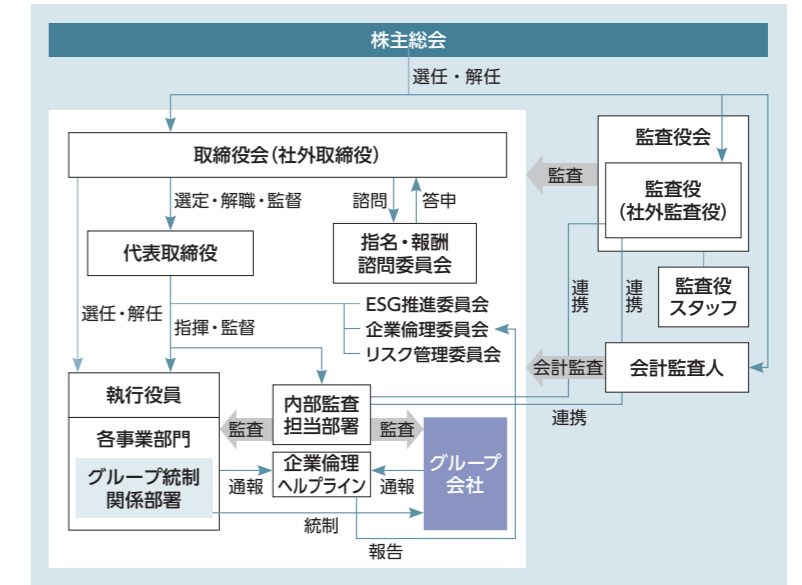 株主総会
選任・解任
取締役会(社外取締役)
監査役会
監査
監査役
(社外監査役)
選定・解職・監督
諮問
答申
代表取締役
指名・報酬
諮問委員会
監査役
スタッフ
連携
連携
選任・解任
指揮・監督
ESG推進委員会
企業倫理委員会
リスク管理委員会
会計監査
会計監査人
執行役員
内部監査
担当部署
監査
監査
連携
各事業部門
グループ統制
関係部署
企業倫理
ヘルプライン
通報
通報
グループ
会社
統制
報告